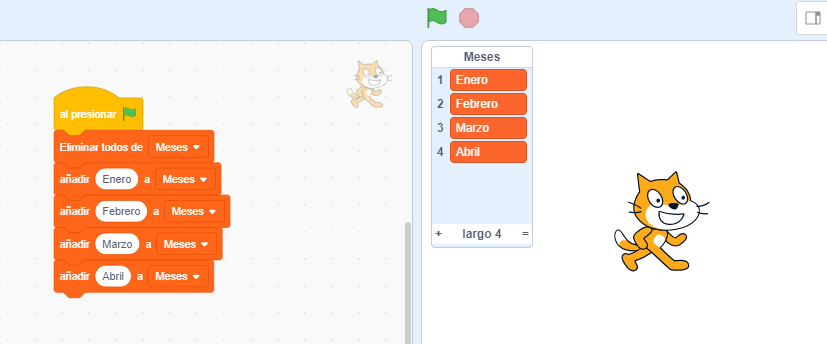 al presionar
Eliminar todos de Meses
añadir Enero a Meses
añadir Febrero a Meses
añadir Marzo a Meses
añadir Abril a Meses
Meses
1 Enero
2 Febrero
3 Marzo
4 Abril
+ largo 4 =